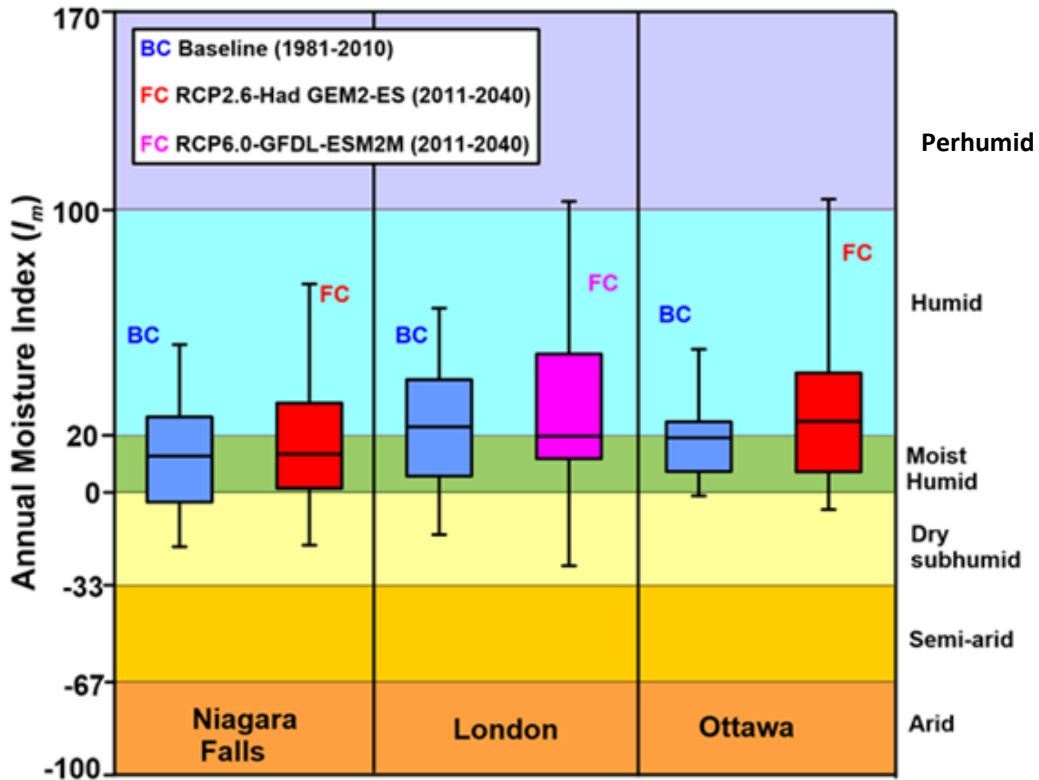 170
BC Baseline (1981-2010)
FC RCP2.6-Had GEM2-ES (2011-2040)
FC RCP6.0-GFDL-ESM2M (2011-2040)
Perhumid
Annual Moisture Index (Im)
100
FC
FC
FC
Humid
BC
BC
BC
20
Moist
Humid
0
Dry
subhumid
-33
Semi-arid
-67
Niagara
Falls
London
Ottawa
Arid
-100